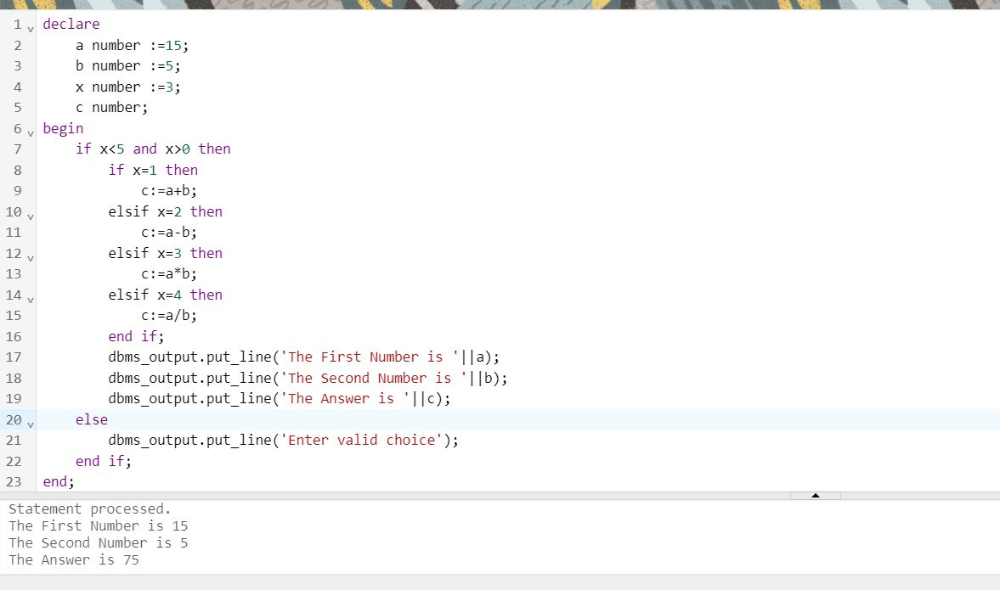 1 declare
2     a number :=15;
3     b number :=5;
4     x number :=3;
5     c number;
6 begin
7     if x<5 and x>0 then
8         if x=1 then
9             c:=a+b;
10         elsif x=2 then
11             c:=a-b;
12         elsif x=3 then
13             c:=a*b;
14         elsif x=4 then
15             c:=a/b;
16         end if;
17         dbms_output.put_line('The First Number is '||a);
18         dbms_output.put_line('The Second Number is '||b);
19         dbms_output.put_line('The Answer is '||c);
20     else
21         dbms_output.put_line('Enter valid choice');
22     end if;
23 end;
Statement processed.
The First Number is 15
The Second Number is 5
The Answer is 75